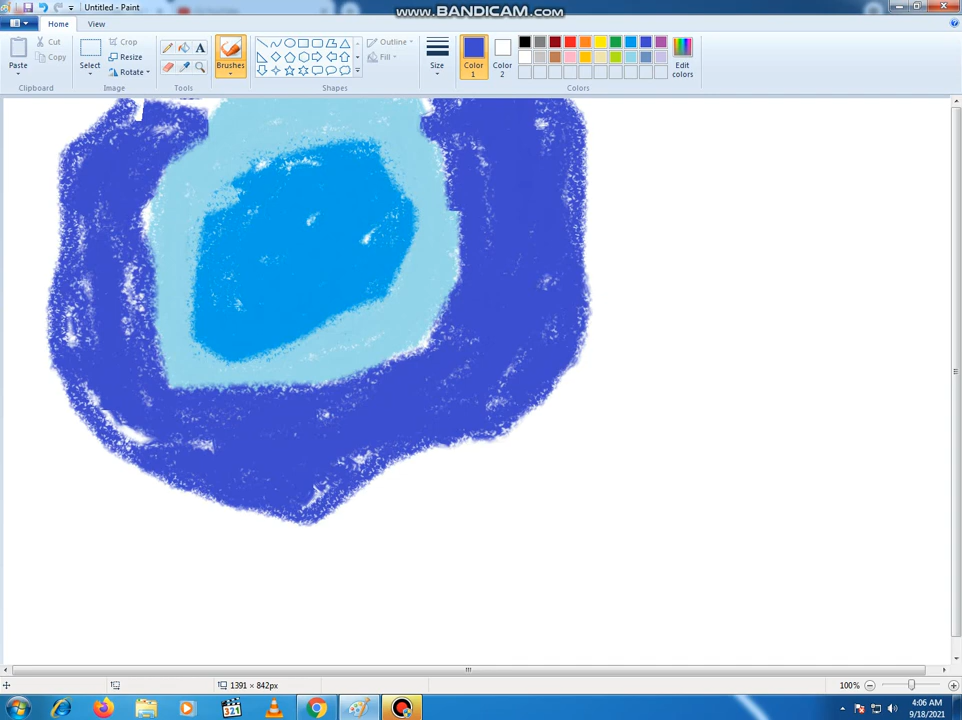 Untitled - Paint
www.BANDICAM.com
Home
View
Paste
Cut
Copy
Clipboard
Select
Crop
Resize
Rotate
Image
A
Tools
Brushes
Outline
Fill
Shapes
Size
Color
1
Color
2
Edit
colors
Colors
1391 × 842px
100%
321
4:06 AM
9/18/2021